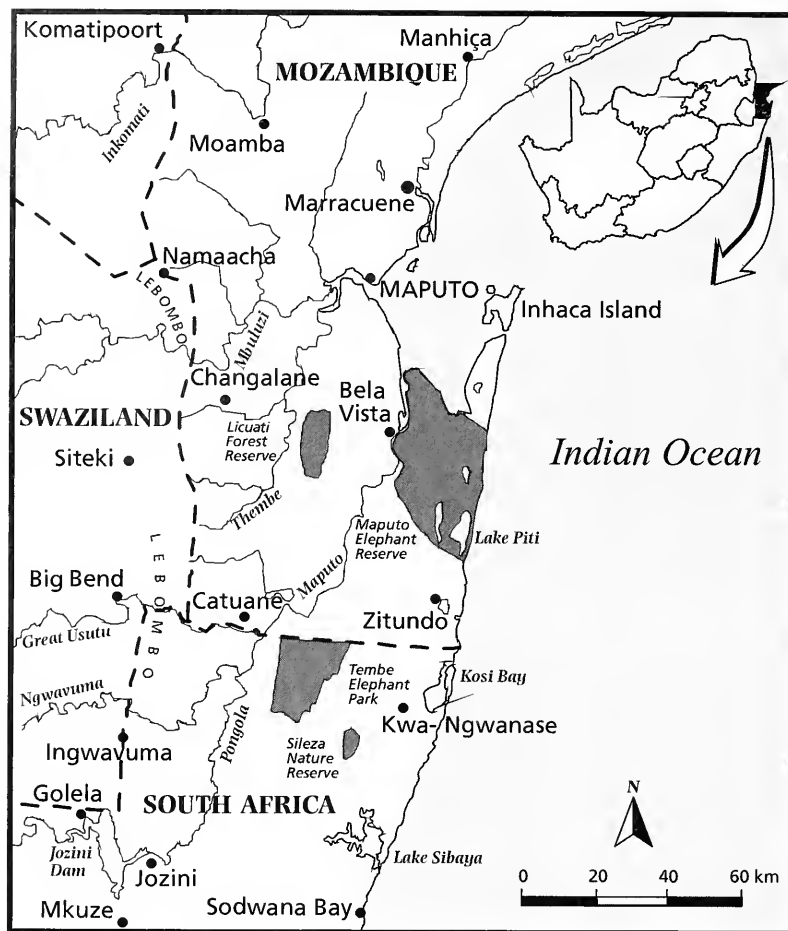 Komatipoort
Manhiça
MOZAMBIQUE
Inkomati
Moamba
Marracuene
Namaacha
MAPUTO
LEBOMBO
Inhaca Island
Mbuluzi
Changalane
Bela
Vista
SWAZILAND
Licuati
Forest
Reserve
Indian Ocean
Siteki
Thembe
Maputo
Elephant
Reserve
Lake Piti
LEBOMBO
Maputo
Big Bend
Catuane
Zitundo
Great Usutu
Ngwavuma
Tembe
Elephant
Park
Kosi Bay
Kwa- Ngwanase
Pongola
Ingwavuma
Sileza
Nature
Reserve
Golela
SOUTH AFRICA
N
Jozini
Dam
Jozini
Lake Sibaya
0 20 40 60 km
Mkuze
Sodwana Bay